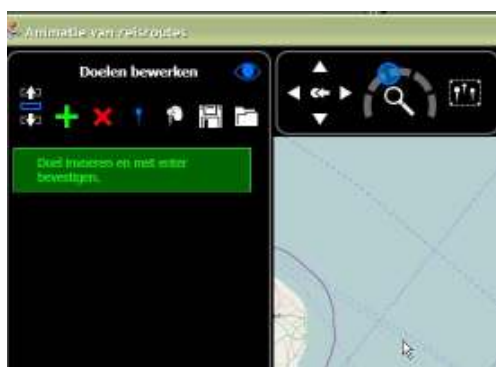 Animatie van reisroutes
Doelen bewerken
Doel invoeren en met enter
bevestigen.